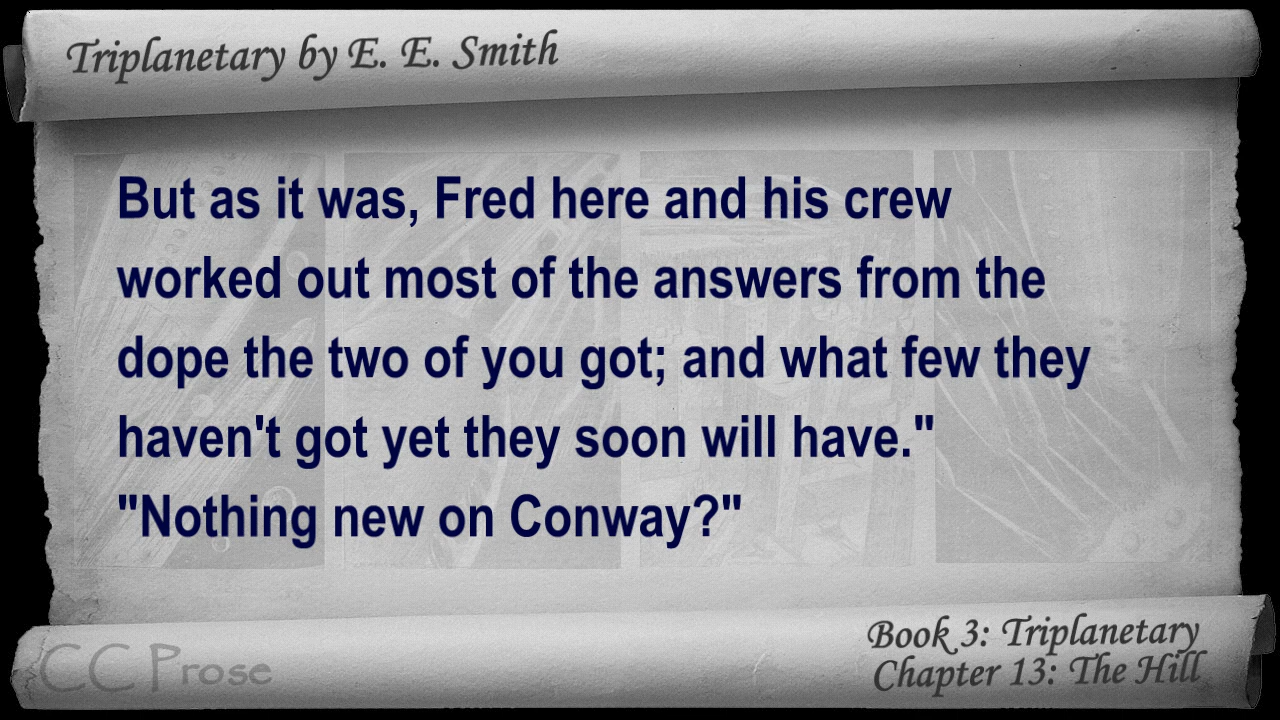 Triplanetary by E. E. Smith
But as it was, Fred here and his crew
worked out most of the answers from the
dope the two of you got; and what few they
haven't got yet they soon will have."
"Nothing new on Conway?"
Book 3: Triplanetary
Chapter 13: The Hill
CC Prose